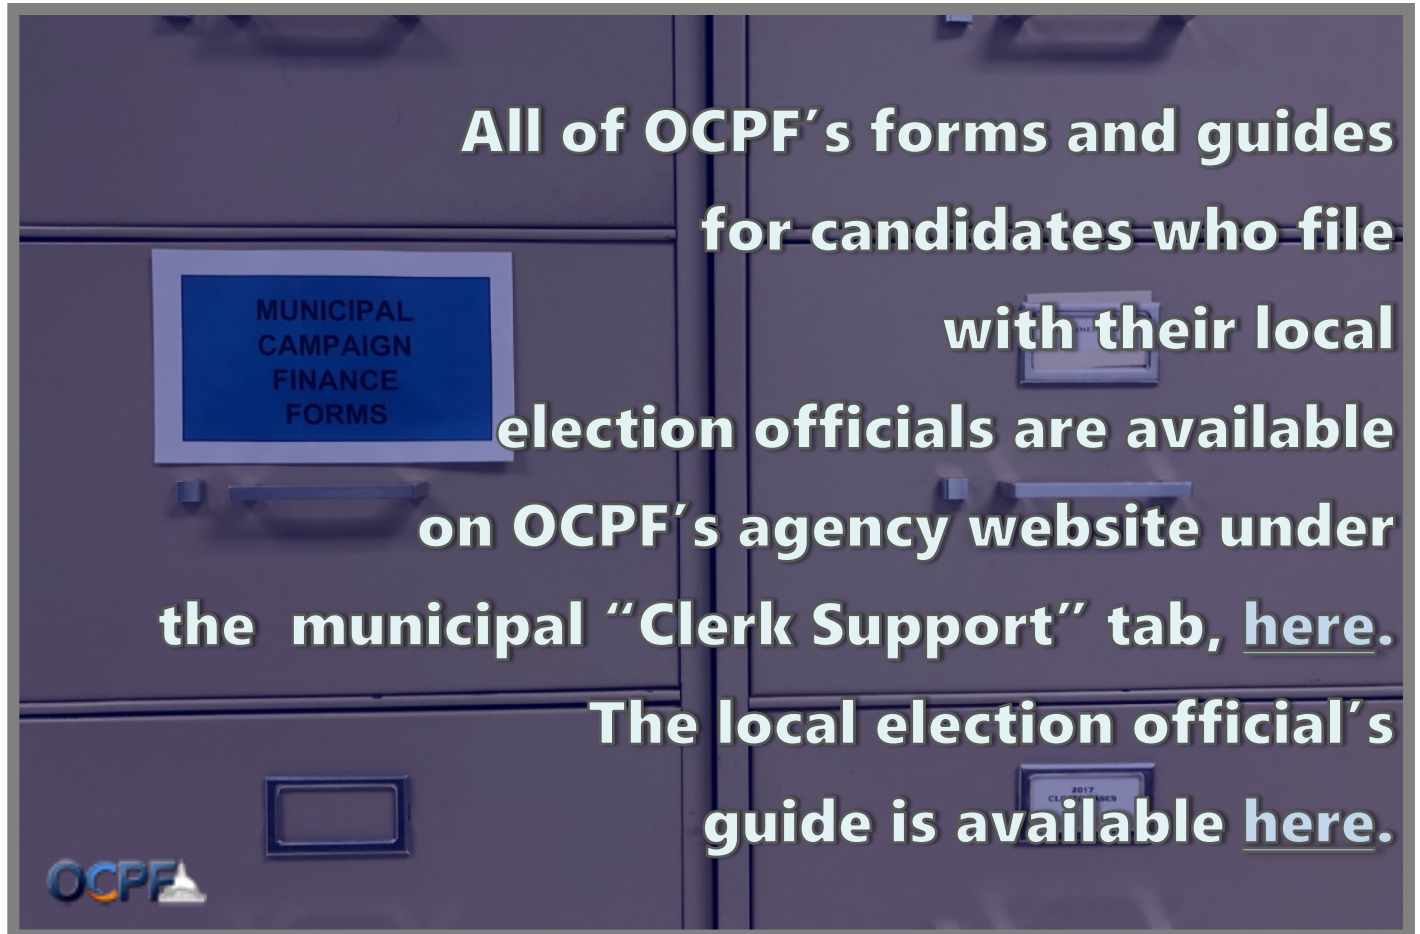 All of OCPF’s forms and guides
for candidates who file
with their local
election officials are available
on OCPF’s agency website under
the  municipal “Clerk Support” tab, here.
The local election official’s
guide is available here.
MUNICIPAL
CAMPAIGN
FINANCE
FORMS
2017
OCPF